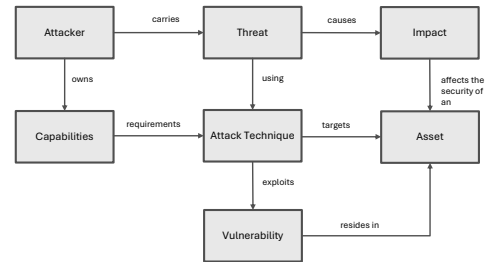 Attacker
carries
Threat
causes
Impact
owns
using
affects the
security of
an
Capabilities
requirements
Attack Technique
targets
Asset
exploits
Vulnerability
resides in